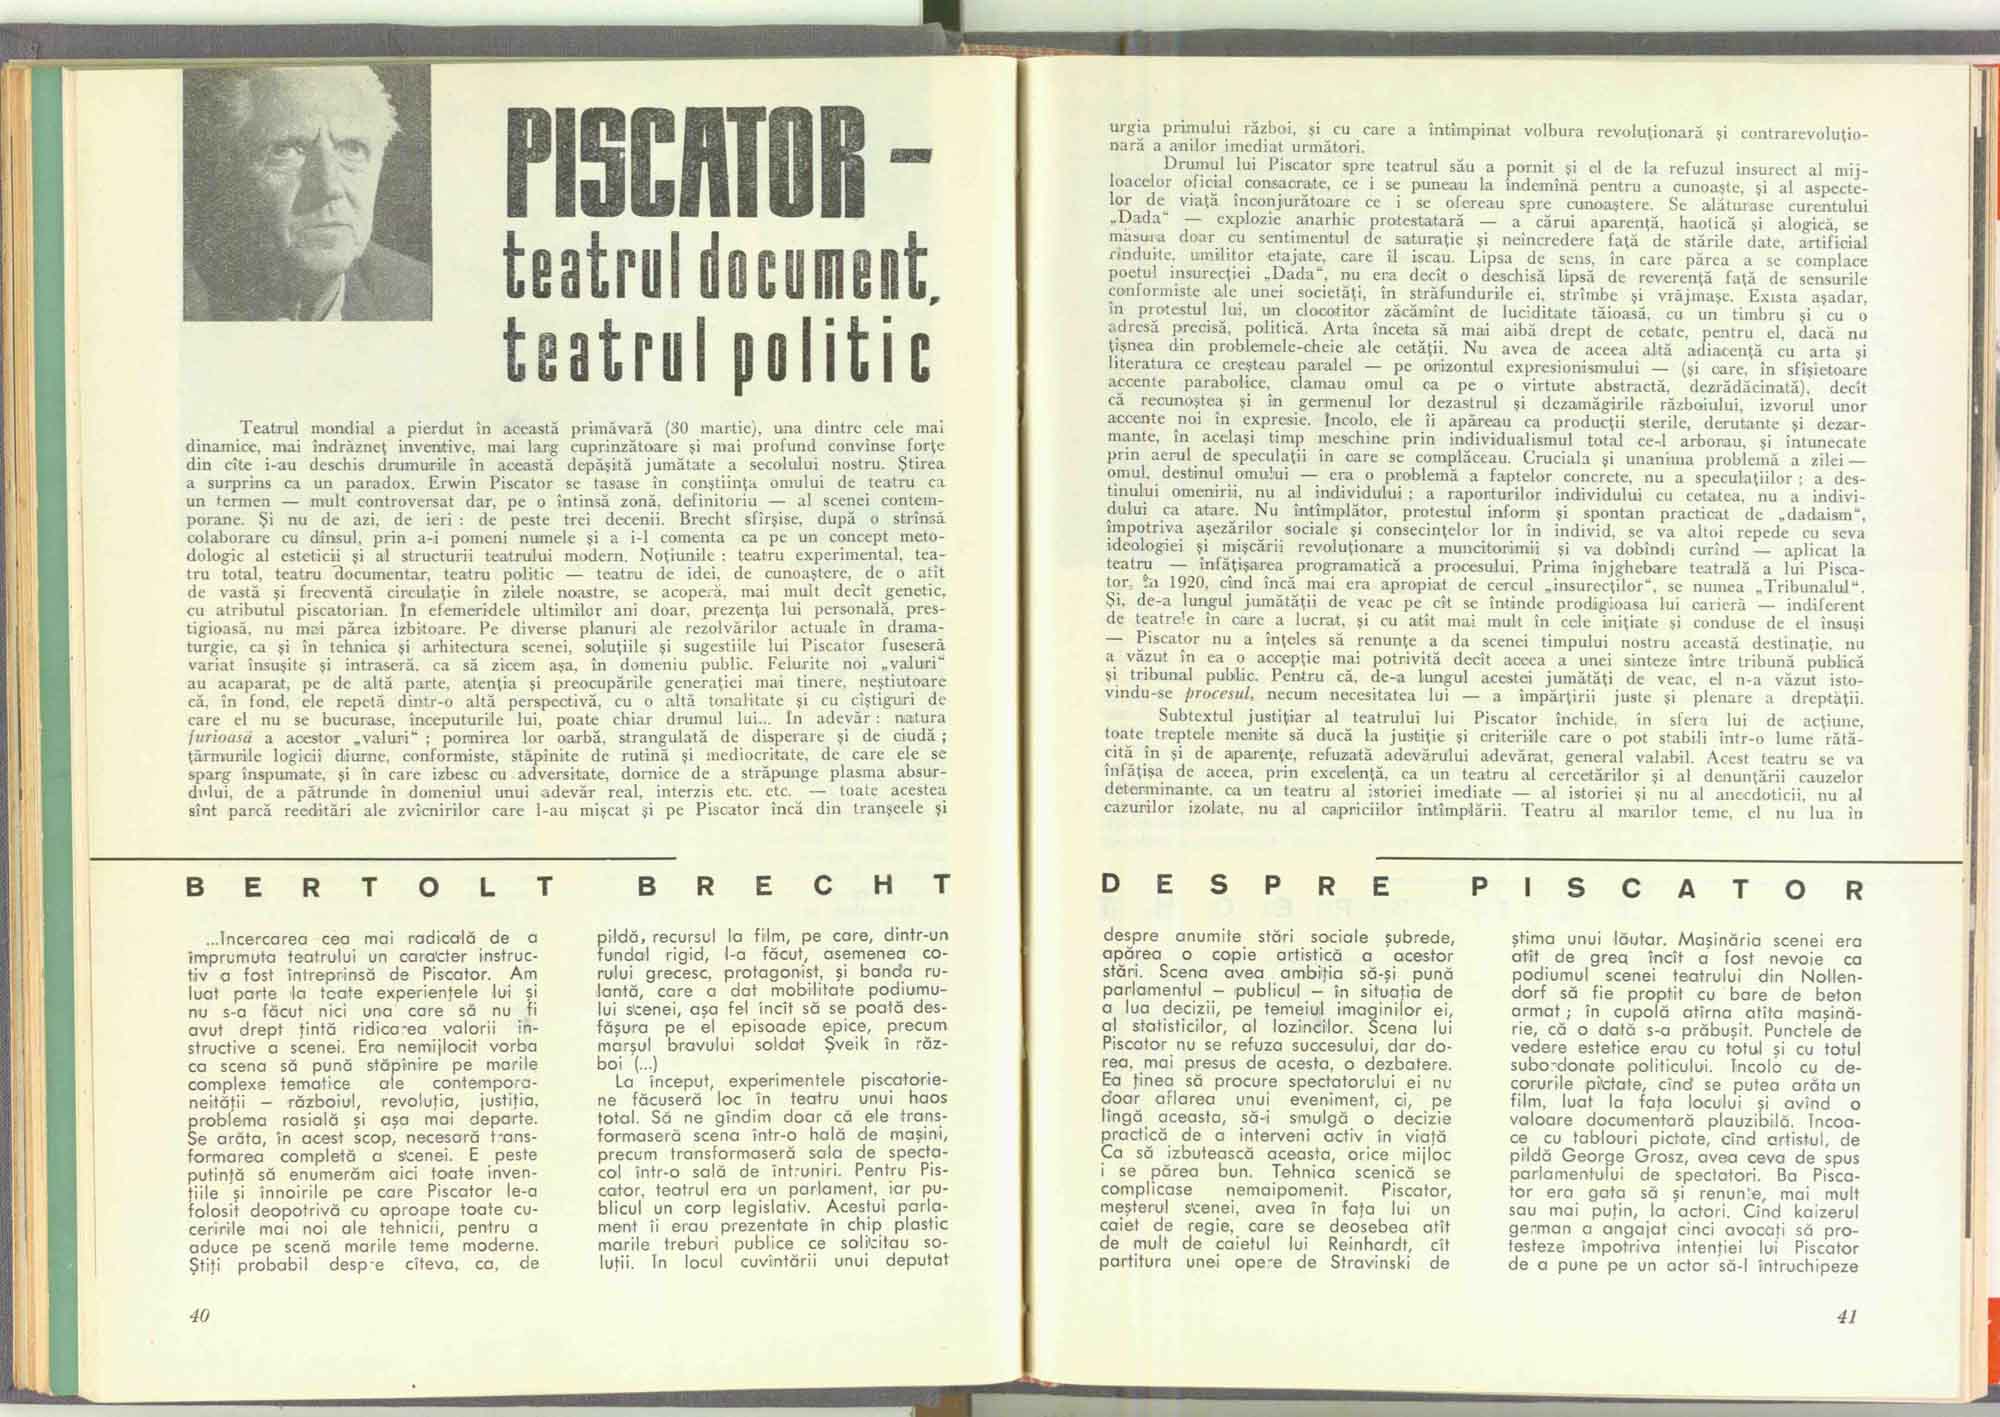 PISCATOR –
teatrul document,
teatrul politic
Teatrul mondial a pierdut în această primăvară (30 martie), una dintre cele mai
dinamice, mai îndrăzneţ inventive, mai larg cuprinzătoare şi mai profund convinse forţe
din cîte i-au deschis drumurile în această depăşită jumătate a secolului nostru. Ştirea
a surprins ca un paradox. Erwin Piscator se tasase în conştiinţa omului de teatru ca
un termen — mult controversat dar, pe o întinsă zonă, definitoriu — al scenei contem-
porane. Şi nu de azi, de ieri : de peste trei decenii. Brecht sfîrşise, după o strînsă
colaborare cu dînsul, prin a-i pomeni numele şi a i-l comenta ca pe un concept meto-
dologic al esteticii şi al structurii teatrului modern. Noţiunile : teatru experimental, tea-
tru total, teatru documentar, teatru politic — teatru de idei, de cunoaştere, de o atît
de vastă şi frecventă circulaţie în zilele noastre, se acoperă, mai mult decît genetic,
cu atributul piscatorian. În efemeridele ultimilor ani doar, prezenţa lui personală, pres-
tigioasă, nu mai părea izbitoare. Pe diverse planuri ale rezolvărilor actuale în drama-
turgie, ca şi în tehnica şi arhitectura scenei, soluţiile şi sugestiile lui Piscator fuseseră
variat însuşite şi intraseră, ca să zicem aşa, în domeniu public. Felurite noi „valuri“
au acaparat, pe de altă parte, atenţia şi preocupările generaţiei mai tinere, neştiutoare
că, în fond, ele repetă dintr-o altă perspectivă, cu o altă tonalitate şi cu cîştiguri de
care el nu se bucurase, începuturile lui, poate chiar drumul lui... În adevăr : natura
furioasă a acestor „valuri“ ; pornirea lor oarbă, strangulată de disperare şi de ciudă ;
ţărmurile logicii diurne, conformiste, stăpînite de rutină şi mediocritate, de care ele se
sparg înspumate, şi în care izbesc cu adversitate, dornice de a străpunge plasma absur-
dului, de a pătrunde în domeniul unui adevăr real, interzis etc. etc. — toate acestea
sînt parcă reeditări ale zvîcnirilor care l-au mişcat şi pe Piscator încă din tranşeele şi
BERTOLT BRECHT
...Încercarea cea mai radicală de a
împrumuta teatrului un caracter instruc-
tiv a fost întreprinsă de Piscator. Am
luat parte la toate experienţele lui şi
nu s-a făcut nici una care să nu fi
avut drept ţintă ridicarea valorii in-
structive a scenei. Era nemijlocit vorba
ca scena să pună stăpînire pe marile
complexe tematice ale contempora-
neităţii — războiul, revoluţia, justiţia,
problema rasială şi aşa mai departe.
Se arăta, în acest scop, necesară trans-
formarea completă a scenei. E peste
putinţă să enumerăm aici toate inven-
ţiile şi înnoirile pe care Piscator le-a
folosit deopotrivă cu aproape toate cu-
ceririle mai noi ale tehnicii, pentru a
aduce pe scenă marile teme moderne.
Ştiţi probabil despre cîteva, ca, de
pildă, recursul la film, pe care, dintr-un
fundal rigid, l-a făcut, asemenea co-
rului grecesc, protagonist, şi banda ru-
lantă, care a dat mobilitate podiumu-
lui scenei, aşa fel încît să se poată des-
făşura pe el episoade epice, precum
marşul bravului soldat Şveik în răz-
boi (...)
La început, experimentele piscatorie-
ne făcuseră loc în teatru unui haos
total. Să ne gîndim doar că ele trans-
formaseră scena într-o hală de maşini,
precum transformaseră sala de specta-
col într-o sală de întruniri. Pentru Pis-
cator, teatrul era un parlament, iar pu-
blicul un corp legislativ. Acestui parla-
ment îi erau prezentate în chip plastic
marile treburi publice ce solicitau so-
luţii. În locul cuvîntării unui deputat
40
urgia primului război, şi cu care a întîmpinat volbura revoluţionară şi contrarevoluţio-
nară a anilor imediat următori.
Drumul lui Piscator spre teatrul său a pornit şi el de la refuzul insurect al mij-
loacelor oficial consacrate, ce i se puneau la îndemînă pentru a cunoaşte, şi al aspecte-
lor de viaţă înconjurătoare ce i se ofereau spre cunoaştere. Se alăturase curentului
„Dada“ — explozie anarhic protestatară — a cărui aparenţă, haotică şi alogică, se
măsura doar cu sentimentul de saturaţie şi neîncredere faţă de stările date, artificial
rînduite, umilitor etajate, care îl iscau. Lipsa de sens, în care părea a se complace
poetul insurecţiei „Dada“, nu era decît o deschisă lipsă de reverenţă faţă de sensurile
conformiste ale unei societăţi, în străfundurile ei, strîmbe şi vrăjmaşe. Exista aşadar,
în protestul lui, un clocotitor zăcămînt de luciditate tăioasă, cu un timbru şi cu o
adresă precisă, politică. Arta înceta să mai aibă drept de cetate, pentru el, dacă nu
ţişnea din problemele-cheie ale cetăţii. Nu avea de aceea altă adiacenţă cu arta şi
literatura ce creşteau paralel — pe orizontul expresionismului — (şi care, în sfîşietoare
accente parabolice, clamau omul ca pe o virtute abstractă, dezrădăcinată), decît
că recunoştea şi în germenul lor dezastrul şi dezamăgirile războiului, izvorul unor
accente noi în expresie. Încolo, ele îi apăreau ca producţii sterile, derutante şi dezar-
mante, în acelaşi timp meschine prin individualismul total ce-l arborau, şi întunecate
prin aerul de speculaţii în care se complăceau. Cruciala şi unanima problemă a zilei —
omul, destinul omului — era o problemă a faptelor concrete, nu a speculaţiilor ; a des-
tinului omenirii, nu al individului ; a raporturilor individului cu cetatea, nu a indivi-
dului ca atare. Nu întîmplător, protestul inform şi spontan practicat de „dadaism“,
împotriva aşezărilor sociale şi consecinţelor lor în individ, se va altoi repede cu seva
ideologiei şi mişcării revoluţionare a muncitorimii şi va dobîndi curînd — aplicat la
teatru — înfăţişarea programatică a procesului. Prima înjghebare teatrală a lui Pisca-
tor, în 1920, cînd încă mai era apropiat de cercul „insurecţilor“, se numea „Tribunalul“.
Şi, de-a lungul jumătăţii de veac pe cît se întinde prodigioasa lui carieră — indiferent
de teatrele în care a lucrat, şi cu atît mai mult în cele iniţiate şi conduse de el însuşi
— Piscator nu a înţeles să renunţe a da scenei timpului nostru această destinaţie, nu
a văzut în ea o accepţie mai potrivită decît aceea a unei sinteze între tribună publică
şi tribunal public. Pentru că, de-a lungul acestei jumătăţi de veac, el n-a văzut isto-
vindu-se procesul, necum necesitatea lui — a împărţirii juste şi plenare a dreptăţii.
Subtextul justiţiar al teatrului lui Piscator închide, în sfera lui de acţiune,
toate treptele menite să ducă la justiţie şi criteriile care o pot stabili într-o lume rătă-
cită în şi de aparenţe, refuzată adevărului adevărat, general valabil. Acest teatru se va
înfăţişa de aceea, prin excelenţă, ca un teatru al cercetărilor şi al denunţării cauzelor
determinante, ca un teatru al istoriei imediate — al istoriei şi nu al anecdoticii, nu al
cazurilor izolate, nu al capriciilor întîmplării. Teatru al marilor teme, el nu lua în
DESPRE PISCATOR
despre anumite stări sociale şubrede,
apărea o copie artistică a acestor
stări. Scena avea ambiţia să-şi pună
parlamentul — publicul — în situaţia de
a lua decizii, pe temeiul imaginilor ei,
al statisticilor, al lozincilor. Scena lui
Piscator nu se refuza succesului, dar do-
rea, mai presus de acesta, o dezbatere.
Ea ţinea să procure spectatorului ei nu
doar aflarea unui eveniment, ci, pe
lîngă aceasta, să-i smulgă o decizie
practică de a interveni activ în viaţă
Ca să izbutească aceasta, orice mijloc
i se părea bun. Tehnica scenică se
complicase nemaipomenit. Piscator,
meşterul scenei, avea în faţa lui un
caiet de regie, care se deosebea atît
de mult de caietul lui Reinhardt, cît
partitura unei opere de Stravinski de
ştima unui lăutar. Maşinăria scenei era
atît de grea încît a fost nevoie ca
podiumul scenei teatrului din Nollen-
dorf să fie proptit cu bare de beton
armat ; în cupolă atîrna atîta maşină-
rie, că o dată s-a prăbuşit. Punctele de
vedere estetice erau cu totul şi cu totul
subordonate politicului. Încolo cu de-
corurile pictate, cînd se putea arăta un
film, luat la faţa locului şi avînd o
valoare documentară plauzibilă. Încoa-
ce cu tablouri pictate, cînd artistul, de
pildă George Grosz, avea ceva de spus
parlamentului de spectatori. Ba Pisca-
tor era gata să şi renunţe, mai mult
sau mai puţin, la actori. Cînd kaizerul
german a angajat cinci avocaţi să pro-
testeze împotriva intenţiei lui Piscator
de a pune pe un actor să-l întruchipeze
41